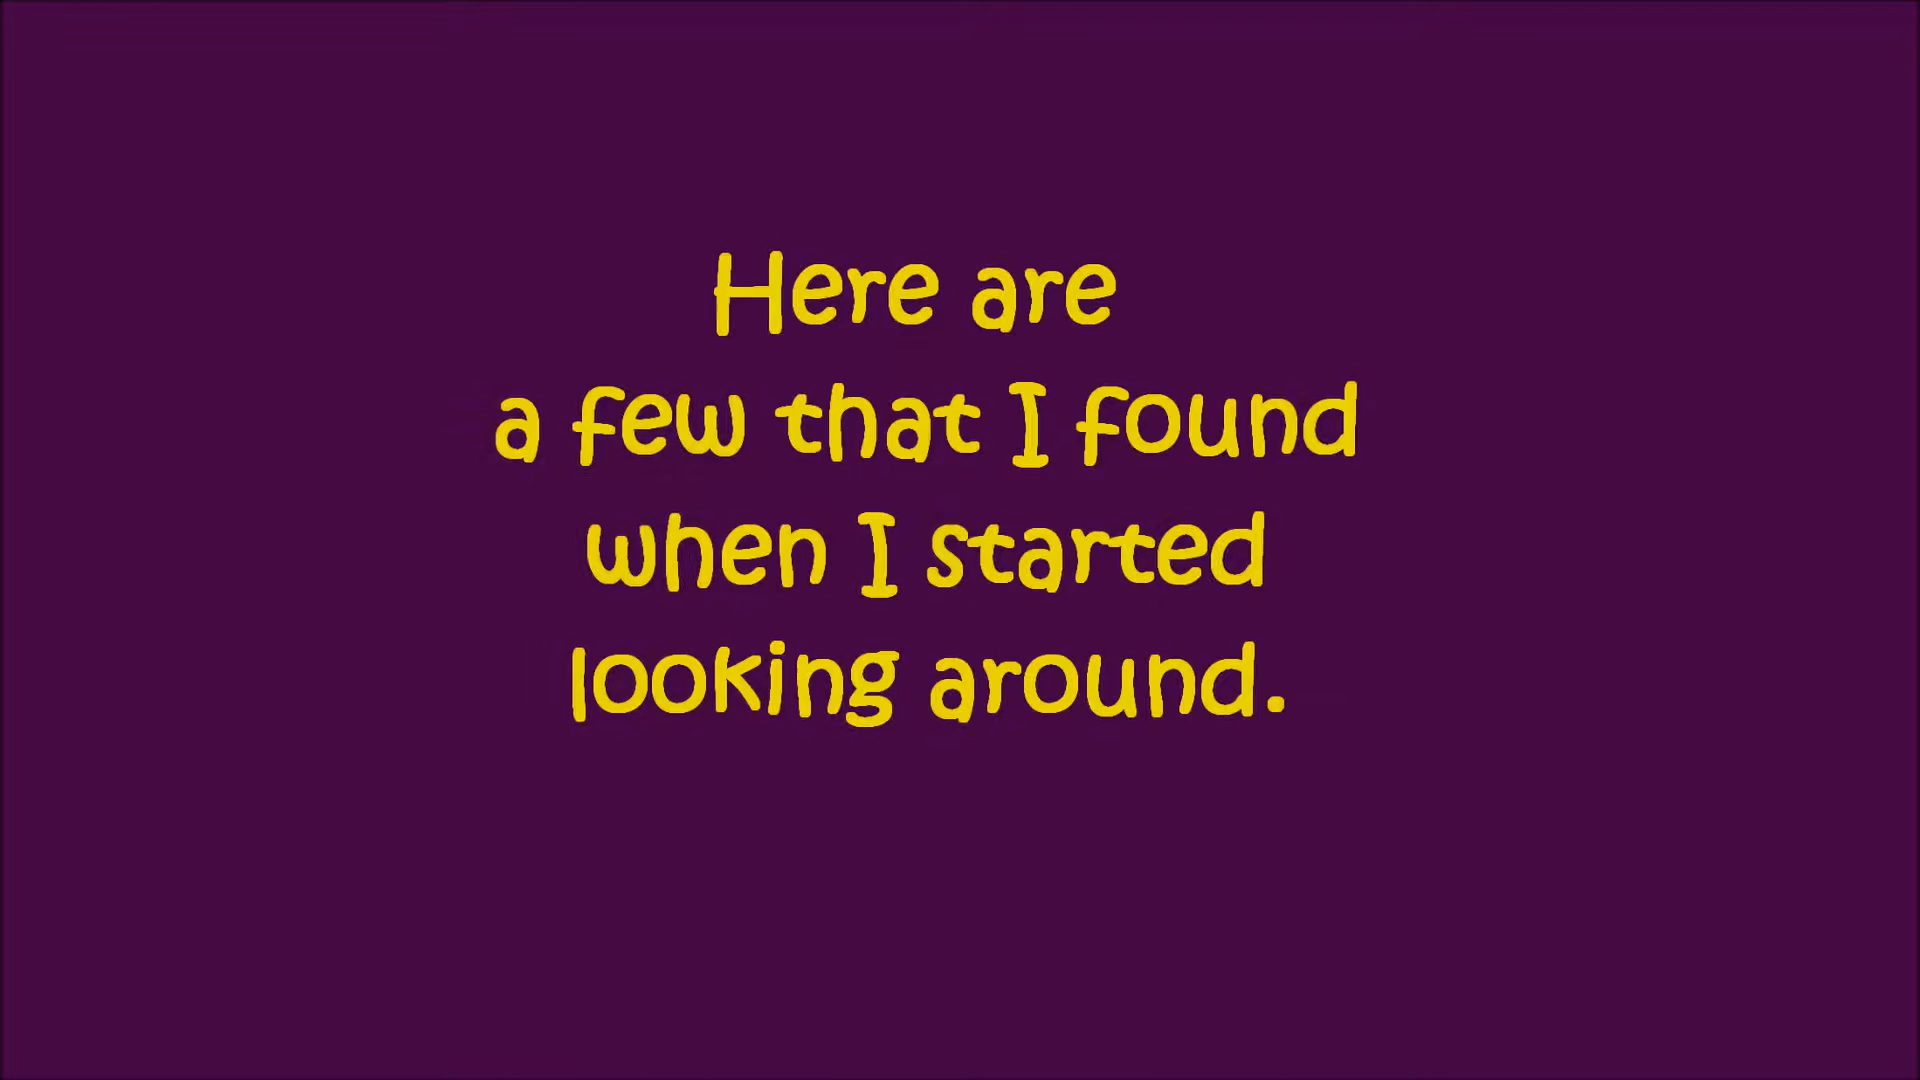 Here are
a few that I found
when I started
looking around.